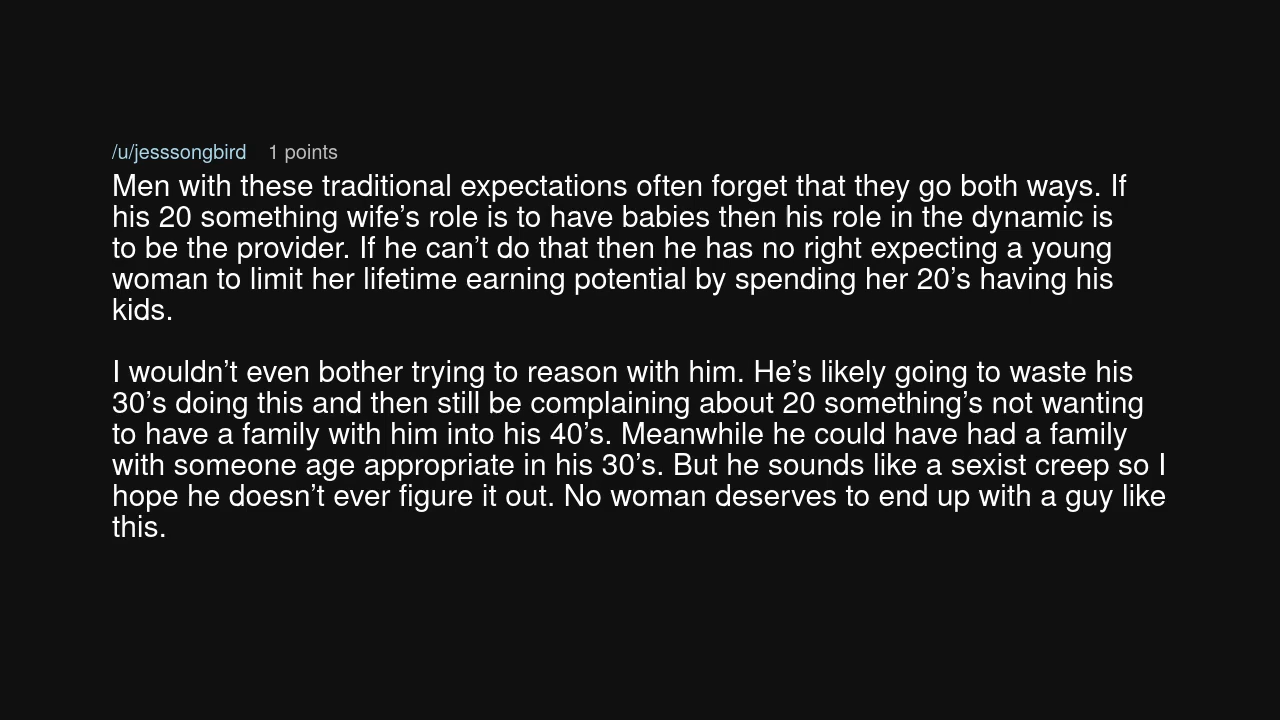 /u/jesssongbird 1 points
Men with these traditional expectations often forget that they go both ways. If
his 20 something wife’s role is to have babies then his role in the dynamic is
to be the provider. If he can’t do that then he has no right expecting a young
woman to limit her lifetime earning potential by spending her 20’s having his
kids.
I wouldn’t even bother trying to reason with him. He’s likely going to waste his
30’s doing this and then still be complaining about 20 something’s not wanting
to have a family with him into his 40’s. Meanwhile he could have had a family
with someone age appropriate in his 30’s. But he sounds like a sexist creep so I
hope he doesn’t ever figure it out. No woman deserves to end up with a guy like
this.